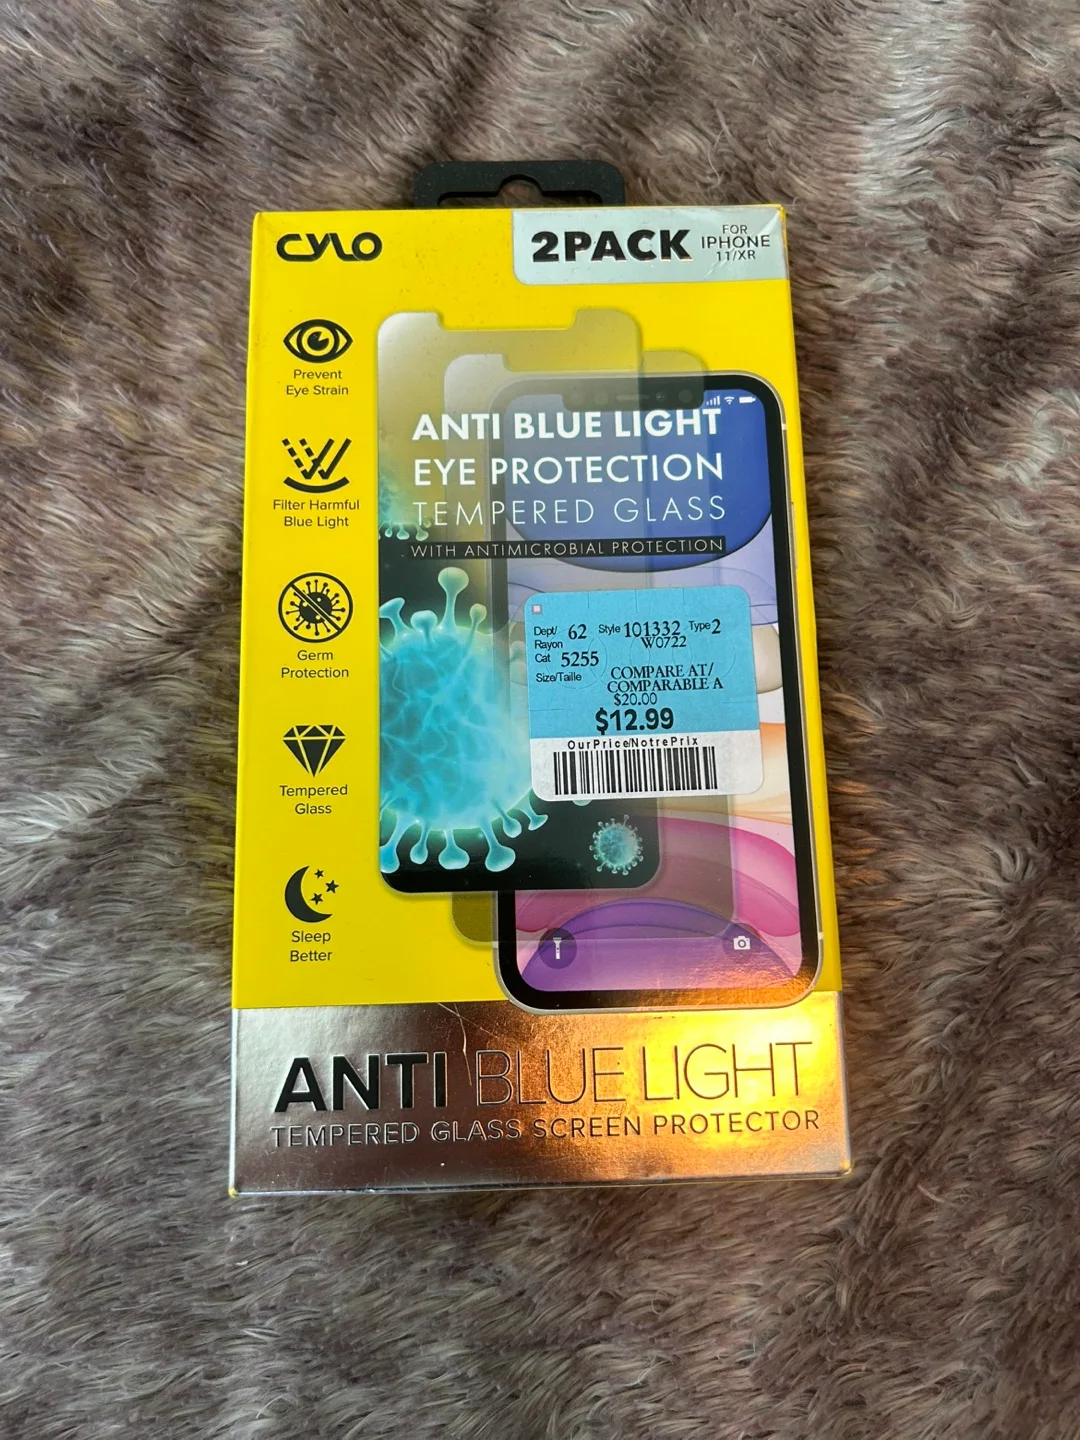 CYLO
2PACK
FOR
IPHONE
11/XR
Prevent
Eye Strain
Filter Harmful
Blue Light
Germ
Protection
Tempered
Glass
Sleep
Better
ANTI BLUE LIGHT
EYE PROTECTION
TEMPERED GLASS
WITH ANTIMICROBIAL PROTECTION
Dept/ 62 Style 101332 Type 2
Rayon W0722
Cat 5255
Size/Taille COMPARE AT/
COMPARABLE A
$20.00
$12.99
OurPrice/NotrePrix
ANTI BLUE LIGHT
TEMPERED GLASS SCREEN PROTECTOR